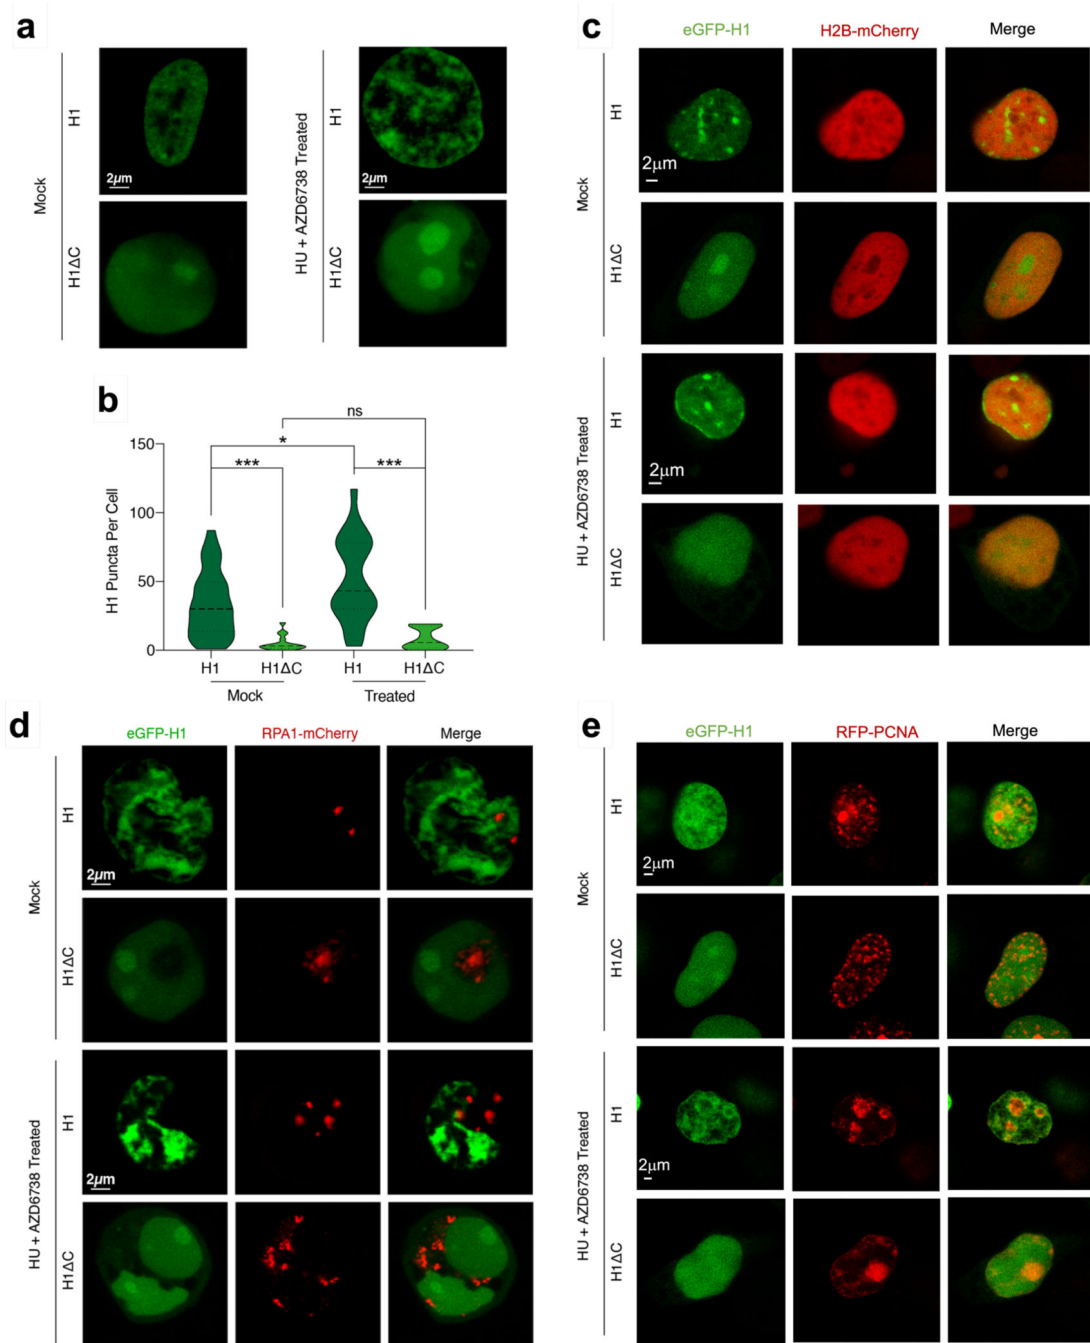 a
Mock
H1
2μm
H1ΔC
HU + AZD6738 Treated
H1
2μm
H1ΔC
b
H1 Puncta Per Cell
150
100
50
0
*
***
ns
***
H1
H1ΔC
H1
H1ΔC
Mock
Treated
c
eGFP-H1
H2B-mCherry
Merge
Mock
H1
2μm
H1ΔC
HU + AZD6738 Treated
H1
2μm
H1ΔC
d
eGFP-H1
RPA1-mCherry
Merge
Mock
H1
2μm
H1ΔC
HU + AZD6738 Treated
H1
2μm
H1ΔC
e
eGFP-H1
RFP-PCNA
Merge
Mock
H1
2μm
H1ΔC
HU + AZD6738 Treated
H1
2μm
H1ΔC